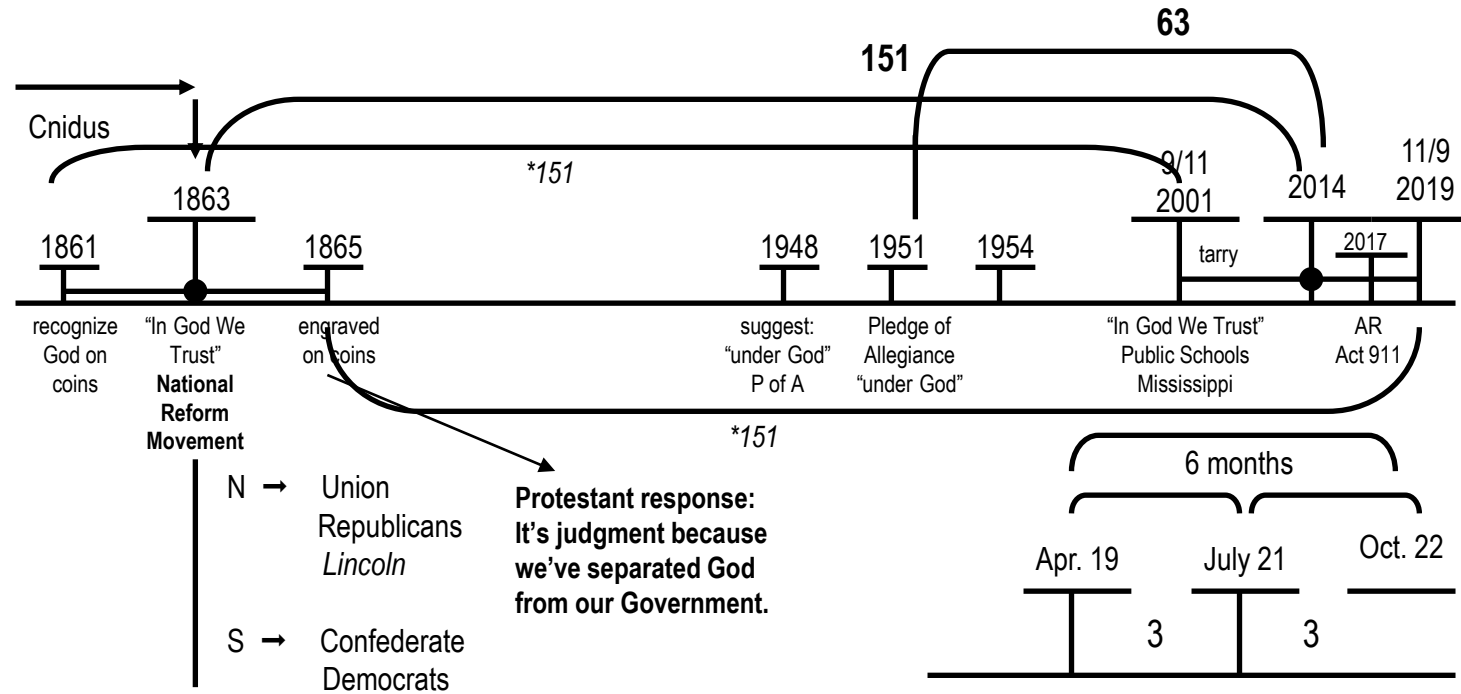 63
151
Cnidus
*151
9/11
2001
2014
11/9
2019
1863
1861
1865
1948
1951
1954
tarry
2017
recognize
God on
coins
“In God We
Trust”
National
Reform
Movement
engraved
on coins
suggest:
“under God”
P of A
Pledge of
Allegiance
“under God”
“In God We Trust”
Public Schools
Mississippi
AR
Act 911
*151
N → Union
Republicans
Lincoln
S → Confederate
Democrats
Protestant response:
It’s judgment because
we’ve separated God
from our Government.
6 months
Apr. 19
July 21
Oct. 22
3
3